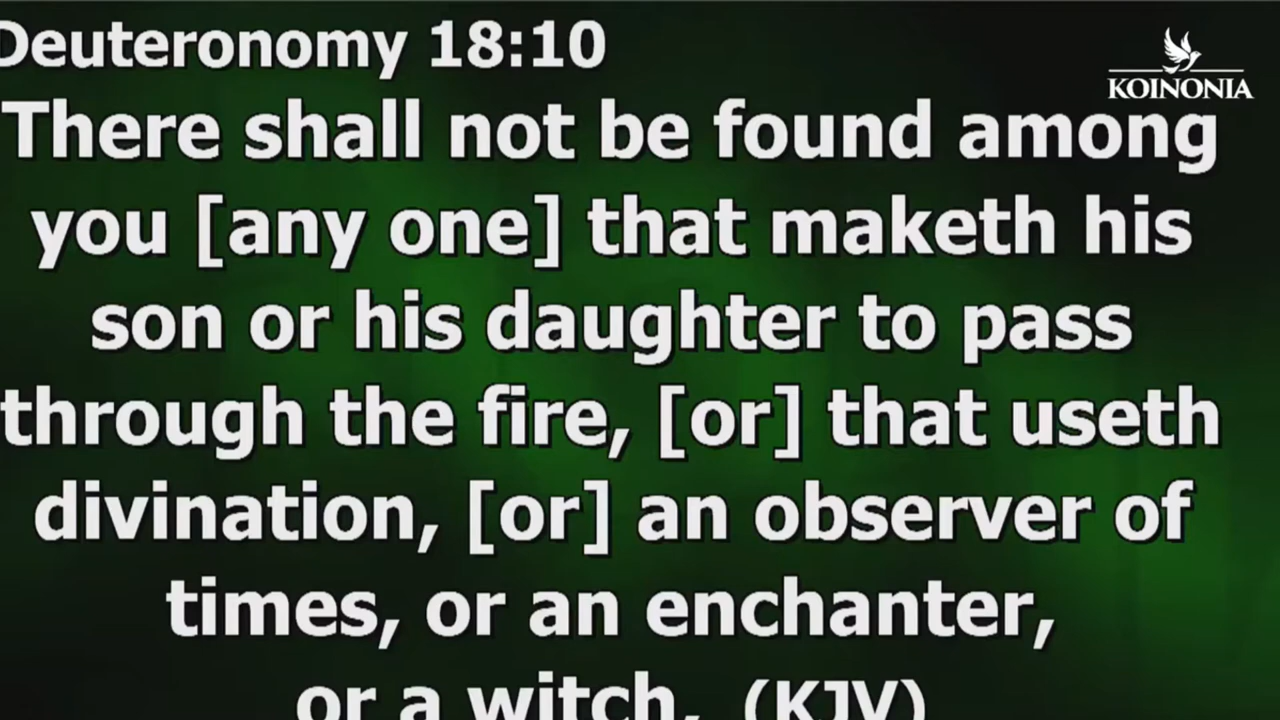 Deuteronomy 18:10
KOINONIA
There shall not be found among
you [any one] that maketh his
son or his daughter to pass
through the fire, [or] that useth
divination, [or] an observer of
times, or an enchanter,
or a witch, (KJV)